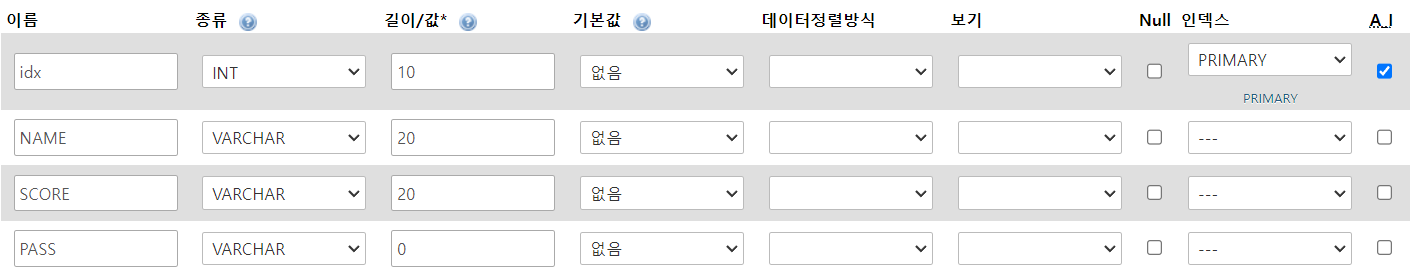 이름 종류 길이/값* 기본값 데이터정렬방식 보기 Null 인덱스 A_I
idx INT 10 없음 PRIMARY
PRIMARY
NAME VARCHAR 20 없음 ---
SCORE VARCHAR 20 없음 ---
PASS VARCHAR 0 없음 ---